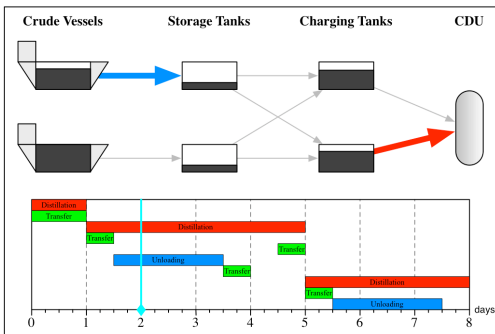 Crude Vessels Storage Tanks Charging Tanks CDU
Distillation
Transfer
Distillation
Transfer
Transfer
Unloading
Transfer
Distillation
Transfer
Unloading
0 1 2 3 4 5 6 7 8 days